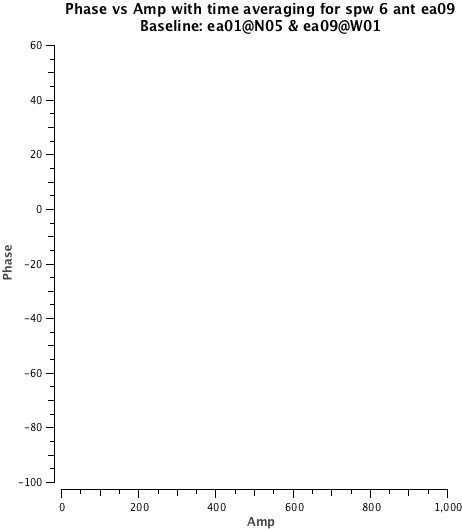 Phase vs Amp with time averaging for spw 6 ant ea09
Baseline: ea01@N05 & ea09@W01
60
40
20
0
-20
-40
-60
-80
-100
Phase
0 200 400 600 800 1,000
Amp